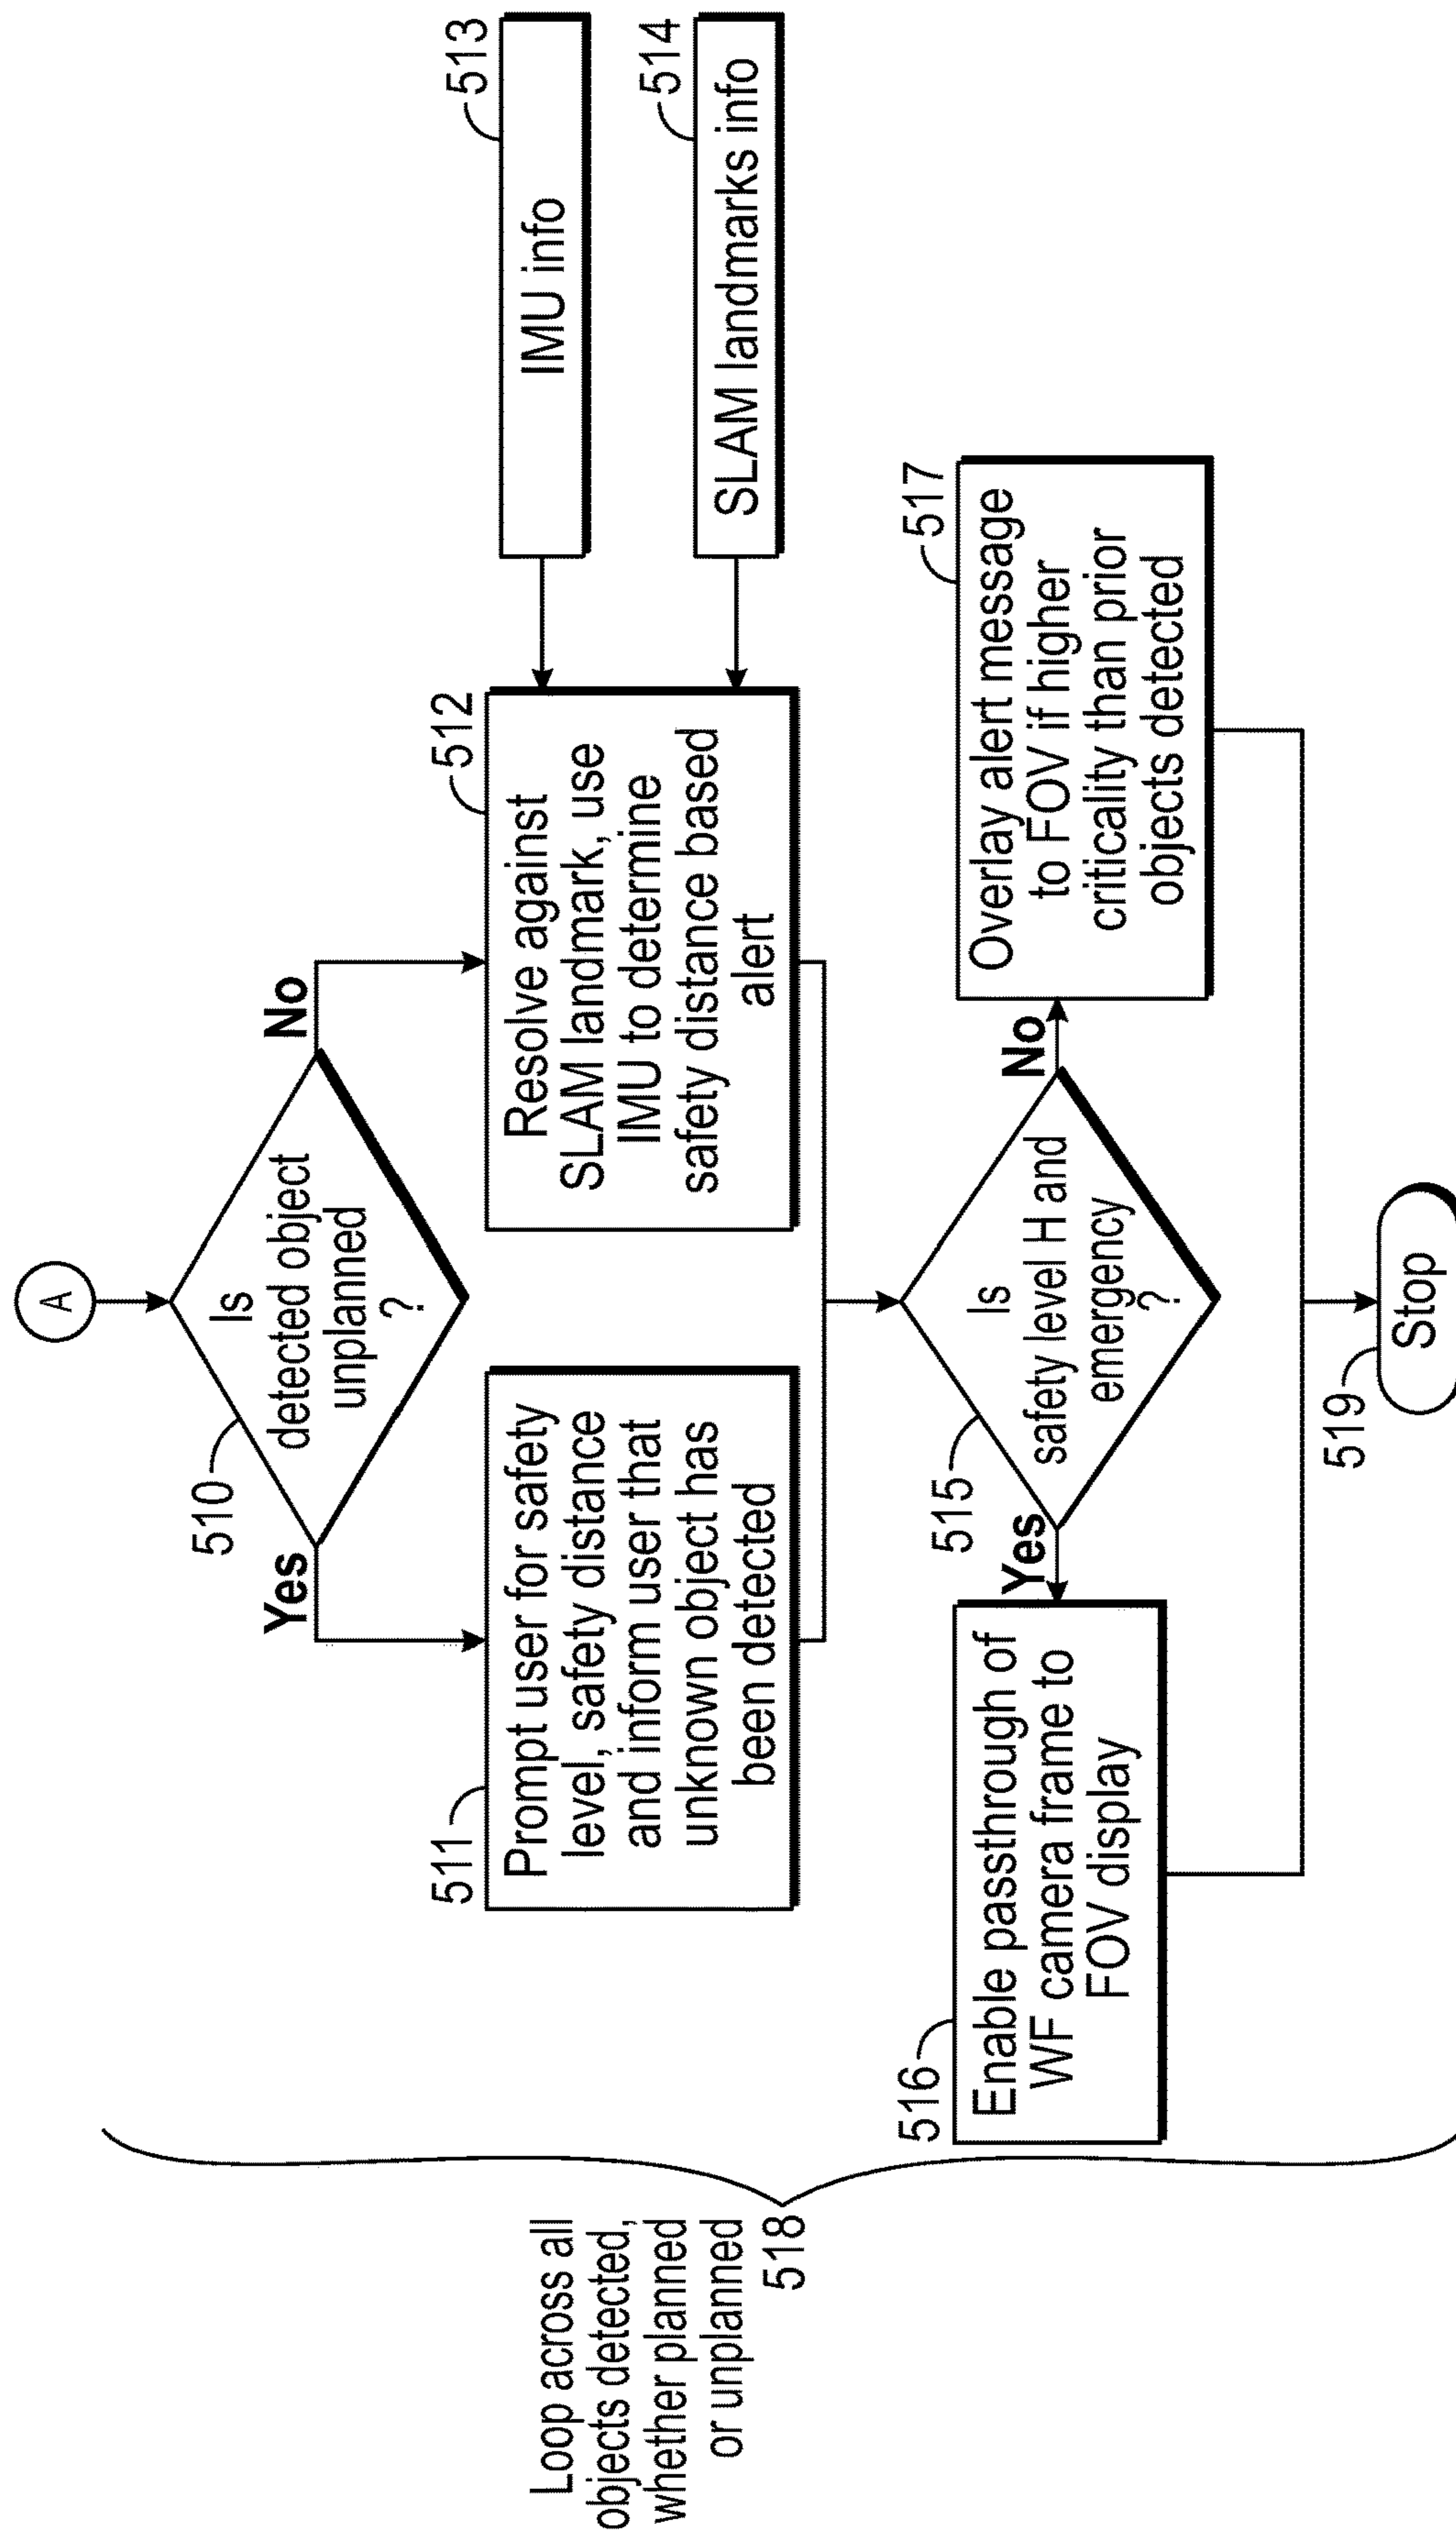 A
510
Is
detected object
unplanned
?
Yes
No
511
Prompt user for safety
level, safety distance
and inform user that
unknown object has
been detected
512
Resolve against
SLAM landmark, use
IMU to determine
safety distance based
alert
513
IMU info
514
SLAM landmarks info
515
Is
safety level H and
emergency
?
Yes
No
516
Enable passthrough of
WF camera frame to
FOV display
517
Overlay alert message
to FOV if higher
criticality than prior
objects detected
Loop across all
objects detected,
whether planned
or unplanned
518
519
Stop